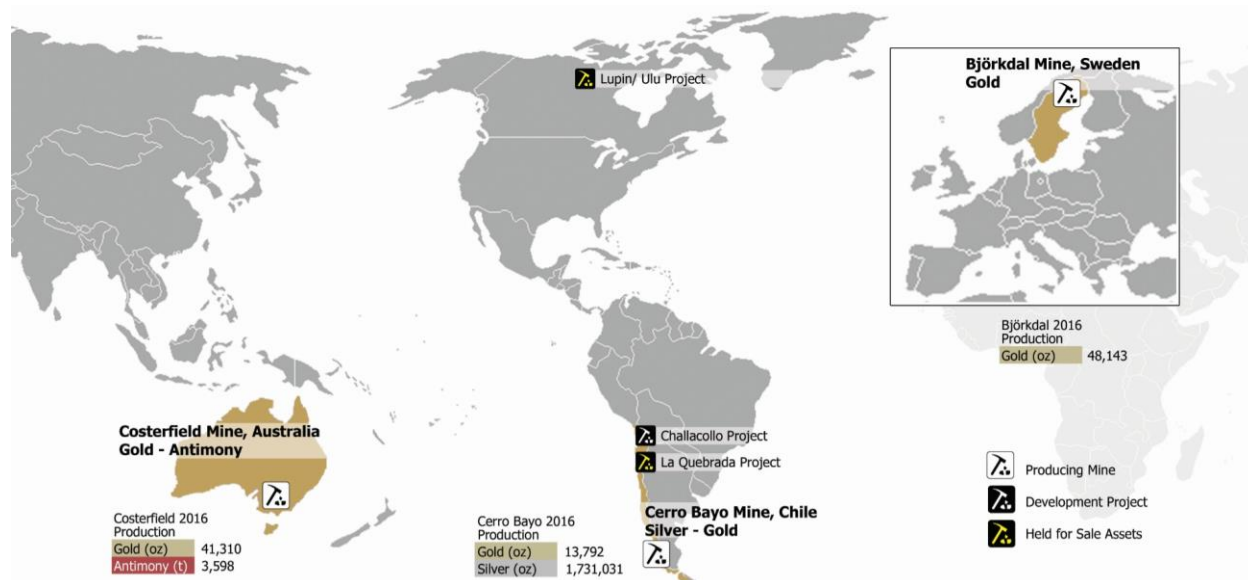 Lupin/ Ulu Project
Björkdal Mine, Sweden
Gold
Björkdal 2016
Production
Gold (oz) 48,143
Costerfield Mine, Australia
Gold - Antimony
Costerfield 2016
Production
Gold (oz) 41,310
Antimony (t) 3,598
Challacollo Project
La Quebrada Project
Cerro Bayo Mine, Chile
Silver - Gold
Cerro Bayo 2016
Production
Gold (oz) 13,792
Silver (oz) 1,731,031
Producing Mine
Development Project
Held for Sale Assets